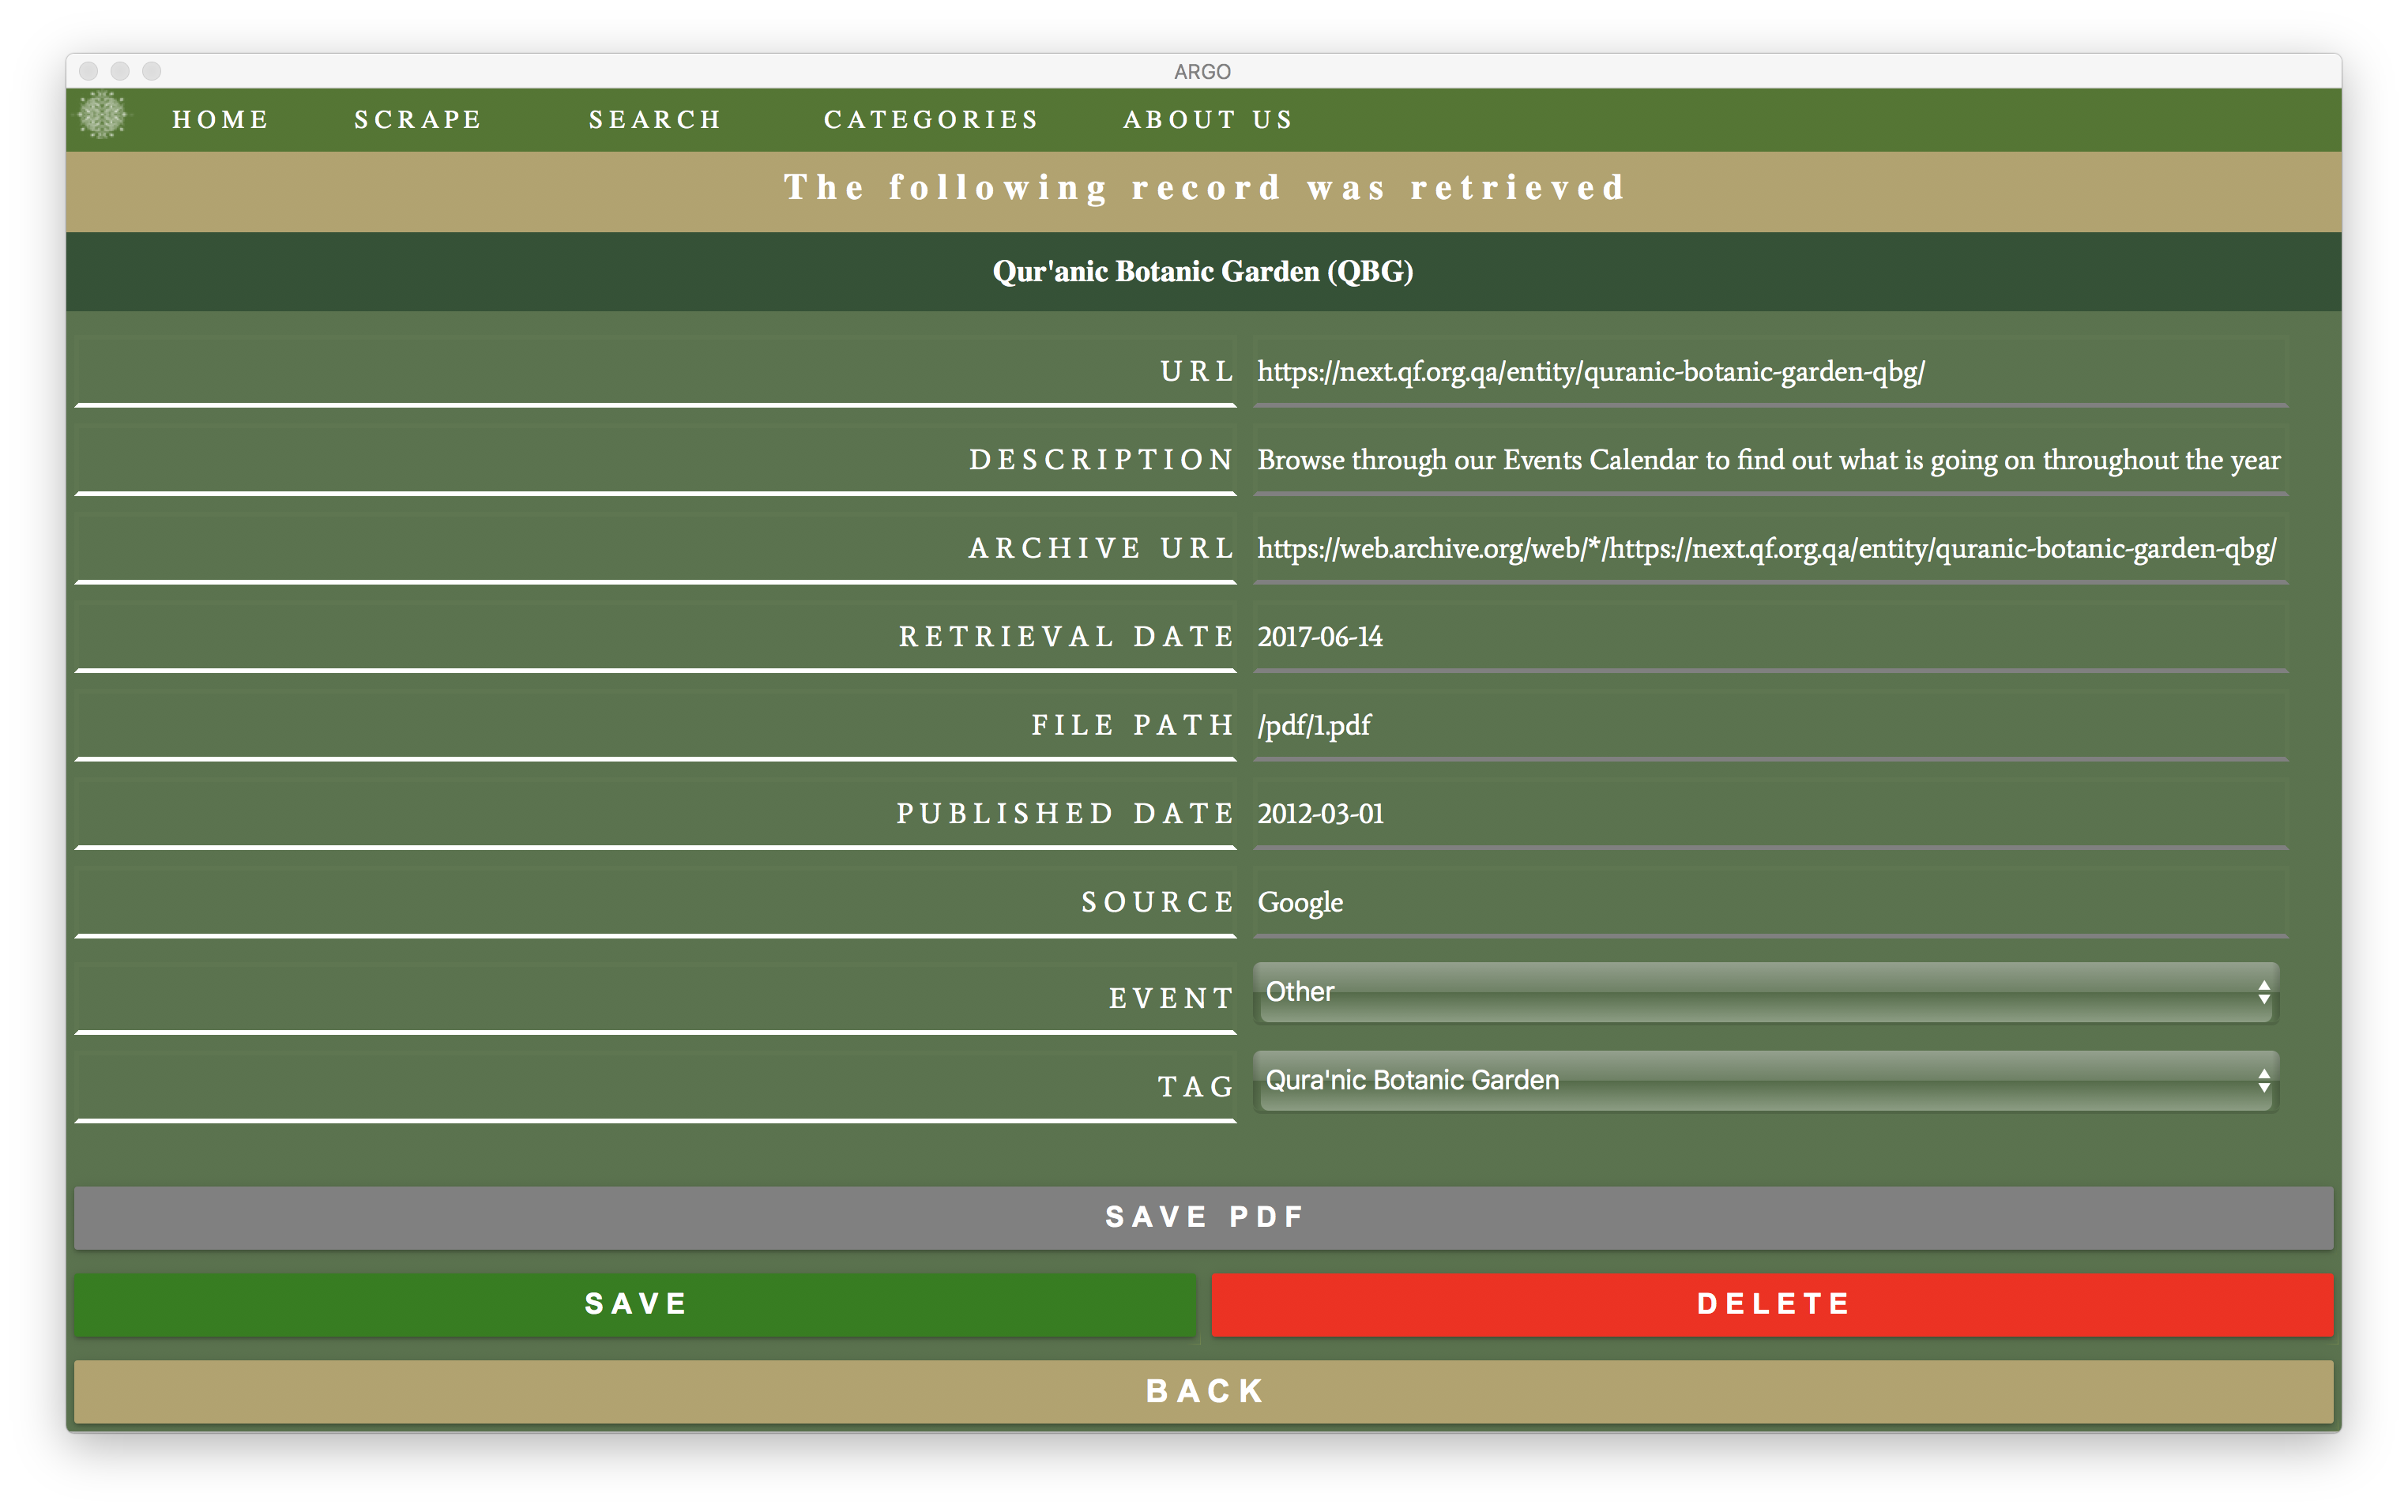 ARGO
HOME SCRAPE SEARCH CATEGORIES ABOUT US
The following record was retrieved
Qur'anic Botanic Garden (QBG)
URL https://next.qf.org.qa/entity/quranic-botanic-garden-qbg/
DESCRIPTION Browse through our Events Calendar to find out what is going on throughout the year
ARCHIVE URL https://web.archive.org/web/*/https://next.qf.org.qa/entity/quranic-botanic-garden-qbg/
RETRIEVAL DATE 2017-06-14
FILE PATH /pdf/1.pdf
PUBLISHED DATE 2012-03-01
SOURCE Google
EVENT Other
TAG Qura'nic Botanic Garden
SAVE PDF
SAVE DELETE
BACK